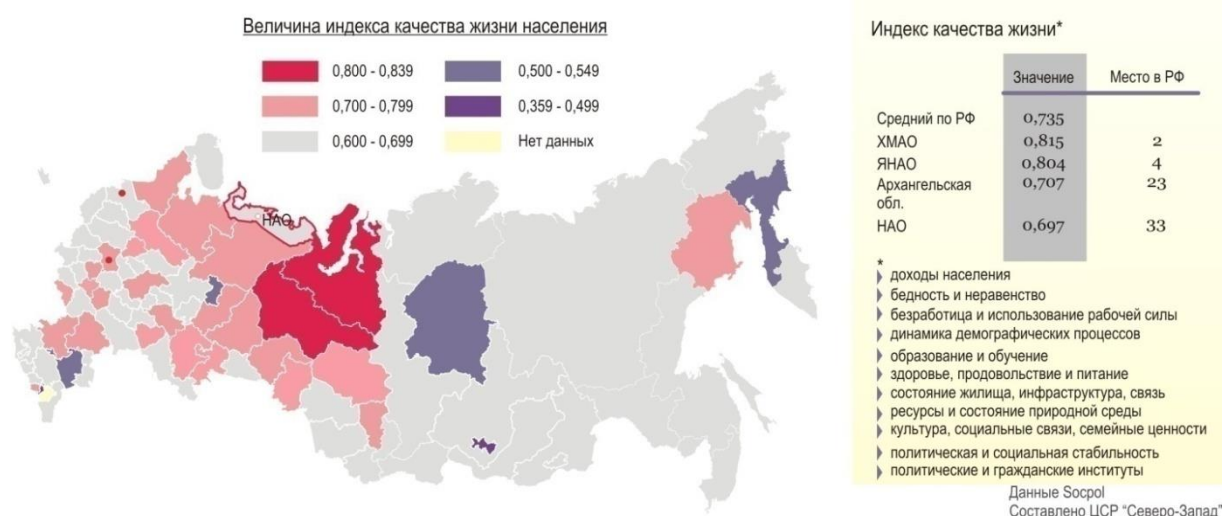 Величина индекса качества жизни населения
0,800 - 0,839
0,500 - 0,549
0,700 - 0,799
0,359 - 0,499
0,600 - 0,699
Нет данных
НАО
Индекс качества жизни*
Значение Место в РФ
Средний по РФ 0,735
ХМАО 0,815 2
ЯНАО 0,804 4
Архангельская 0,707 23
обл.
НАО 0,697 33
*
доходы населения
бедность и неравенство
безработица и использование рабочей силы
динамика демографических процессов
образование и обучение
здоровье, продовольствие и питание
состояние жилища, инфраструктура, связь
ресурсы и состояние природной среды
культура, социальные связи, семейные ценности
политическая и социальная стабильность
политические и гражданские институты
Данные Socpol
Составлено ЦСР "Северо-Запад"